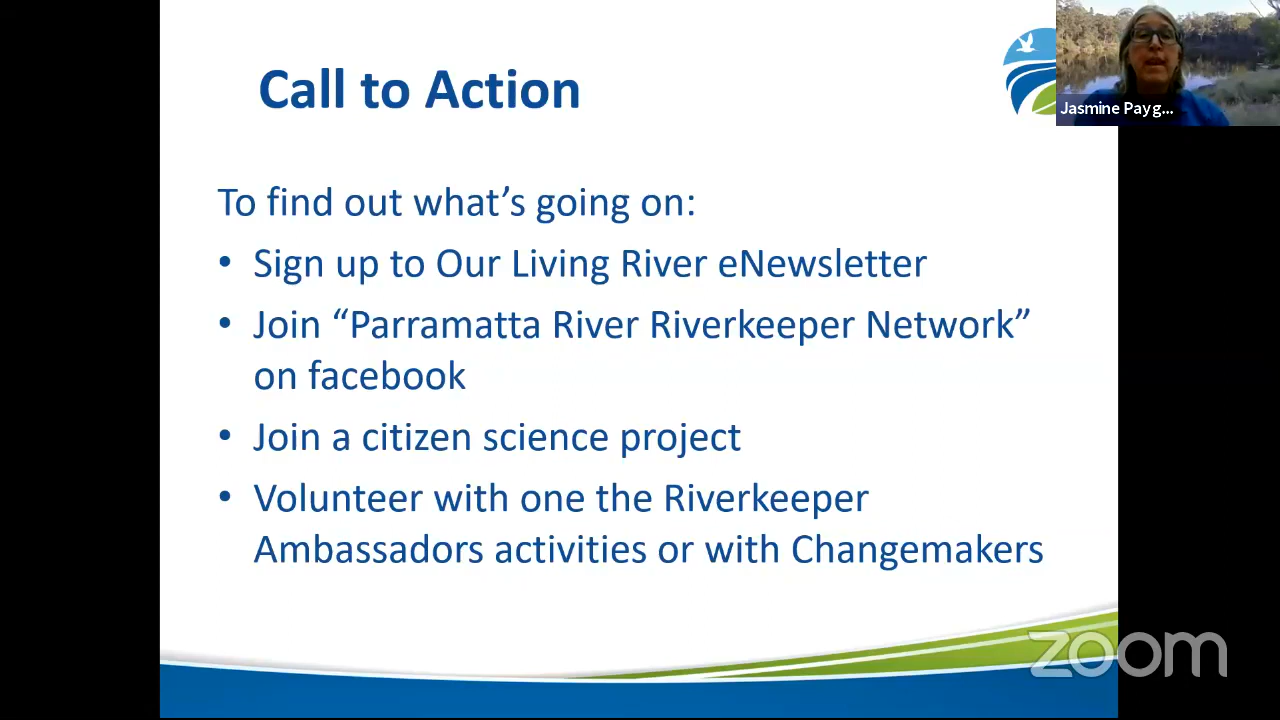 Call to Action
Jasmine Payg...
To find out what’s going on:
• Sign up to Our Living River eNewsletter
• Join “Parramatta River Riverkeeper Network”
on facebook
• Join a citizen science project
• Volunteer with one the Riverkeeper
Ambassadors activities or with Changemakers
zoom